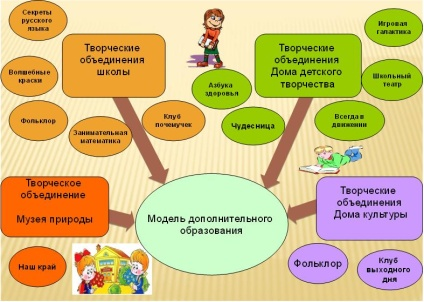 Секреты
русского
языка
Творческие
объединения
школы
Волшебные
краски
Фольклор
Занимательная
математика
Клуб
почемучек
Творческие
объединения
Дома детского
творчества
Игровая
галактика
Школьный
театр
Всегда в
движении
Азбука
здоровья
Чудесница
Творческое
объединение
Музея природы
Наш край
Модель дополнительного
образования
Творческие
объединения
Дома культуры
Фольклор
Клуб
выходного
дня